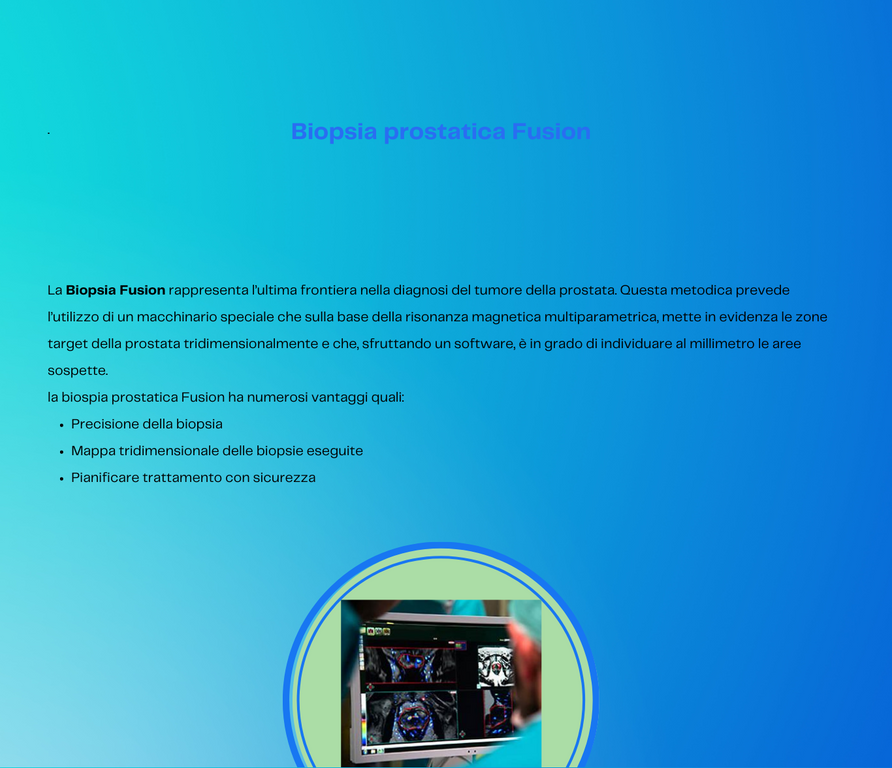 Biopsia prostatica Fusion
La Biopsia Fusion rappresenta l'ultima frontiera nella diagnosi del tumore della prostata. Questa metodica prevede
l'utilizzo di un macchinario speciale che sulla base della risonanza magnetica multiparametrica, mette in evidenza le zone
target della prostata tridimensionalmente e che, sfruttando un software, è in grado di individuare al millimetro le aree
sospette.
la biospia prostatica Fusion ha numerosi vantaggi quali:
• Precisione della biopsia
• Mappa tridimensionale delle biopsie eseguite
• Pianificare trattamento con sicurezza